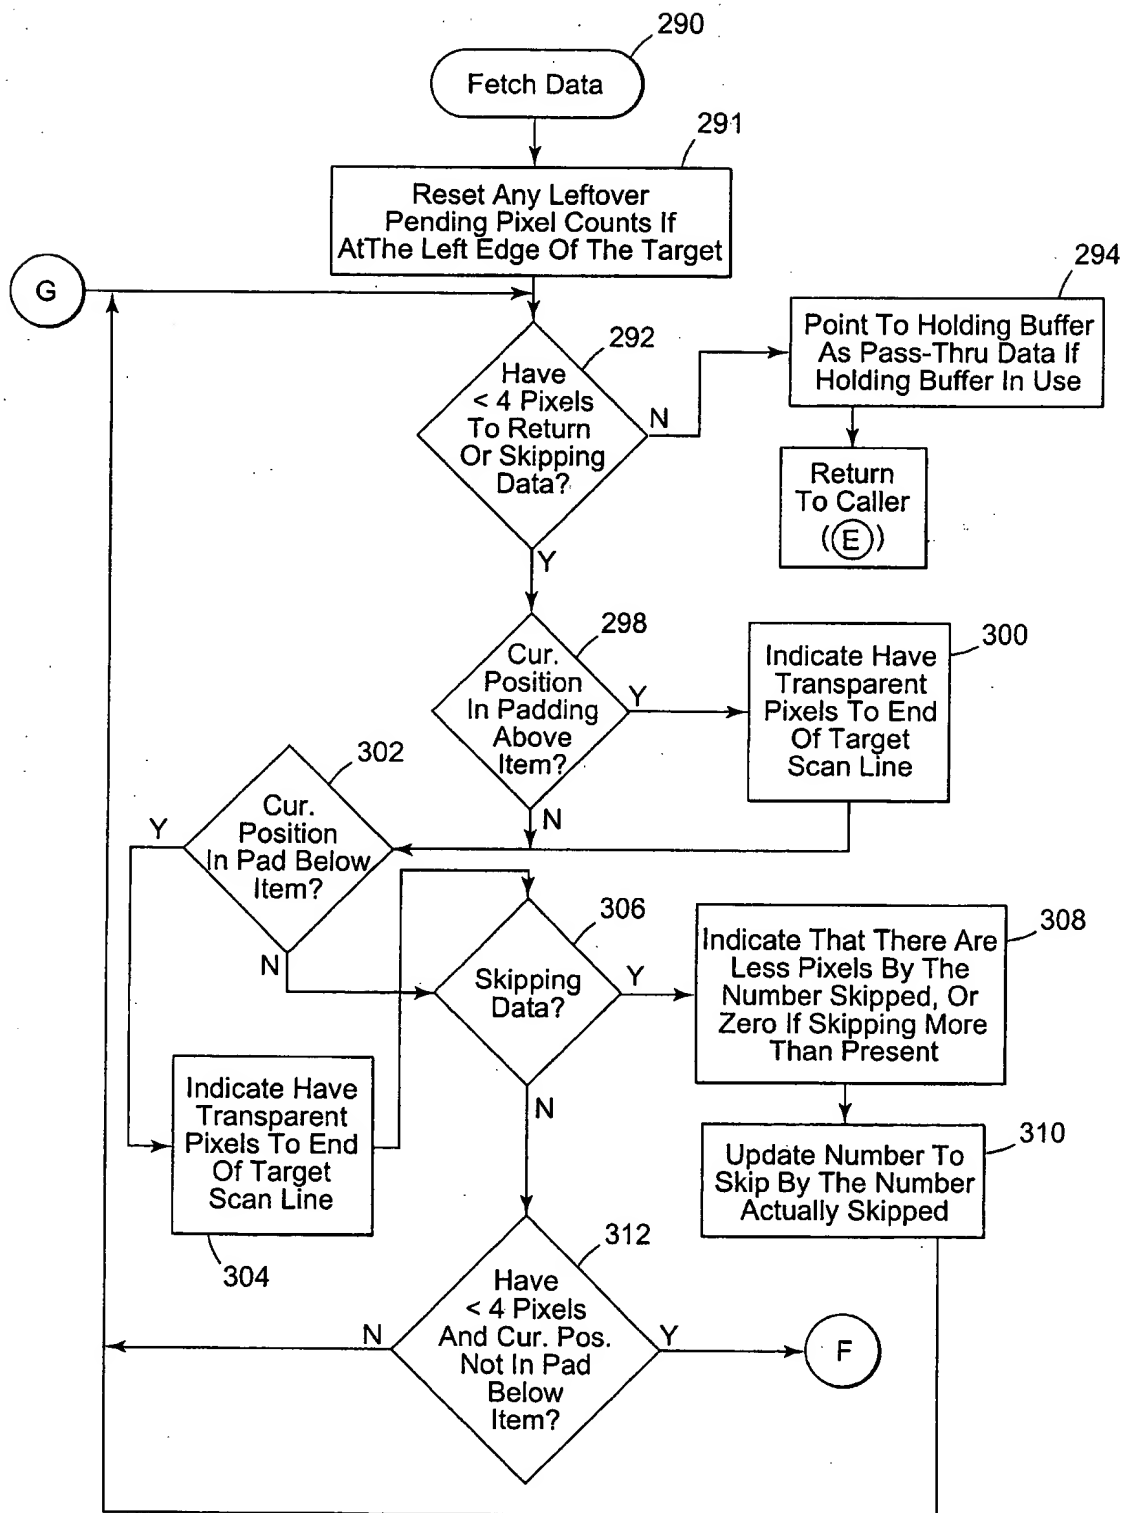 290
Fetch Data
291
Reset Any Leftover
Pending Pixel Counts If
AtThe Left Edge Of The Target
G
294
Point To Holding Buffer
As Pass-Thru Data If
Holding Buffer In Use
292
Have
< 4 Pixels
To Return
Or Skipping
Data?
N
Return
To Caller
((E))
Y
298
Cur.
Position
In Padding
Above
Item?
Y
300
Indicate Have
Transparent
Pixels To End
Of Target
Scan Line
N
302
Cur.
Position
In Pad Below
Item?
Y
N
306
Skipping
Data?
Y
308
Indicate That There Are
Less Pixels By The
Number Skipped, Or
Zero If Skipping More
Than Present
N
Indicate Have
Transparent
Pixels To End
Of Target
Scan Line
304
310
Update Number To
Skip By The Number
Actually Skipped
312
Have
< 4 Pixels
And Cur. Pos.
Not In Pad
Below
Item?
N
Y
F